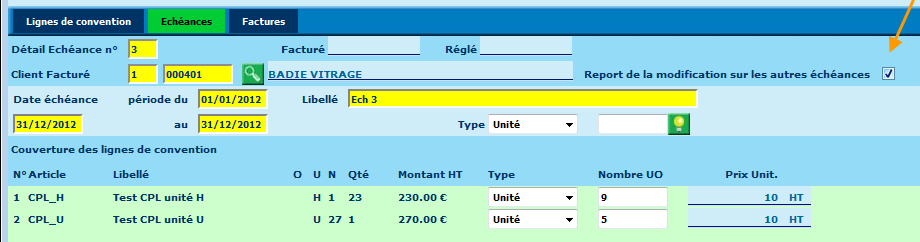 Lignes de convention Echéances Factures
Détail Echéance n° 3 Facturé Réglé
Client Facturé 1 000401 BADIE VITRAGE Report de la modification sur les autres échéances
Date échéance période du 01/01/2012 Libellé Ech 3
31/12/2012 au 31/12/2012 Type Unité
Couverture des lignes de convention
N° Article Libellé O U N Qté Montant HT Type Nombre UO Prix Unit.
1 CPL_H Test CPL unité H H 1 23 230.00 € Unité 9 10 HT
2 CPL_U Test CPL unité U U 27 1 270.00 € Unité 5 10 HT